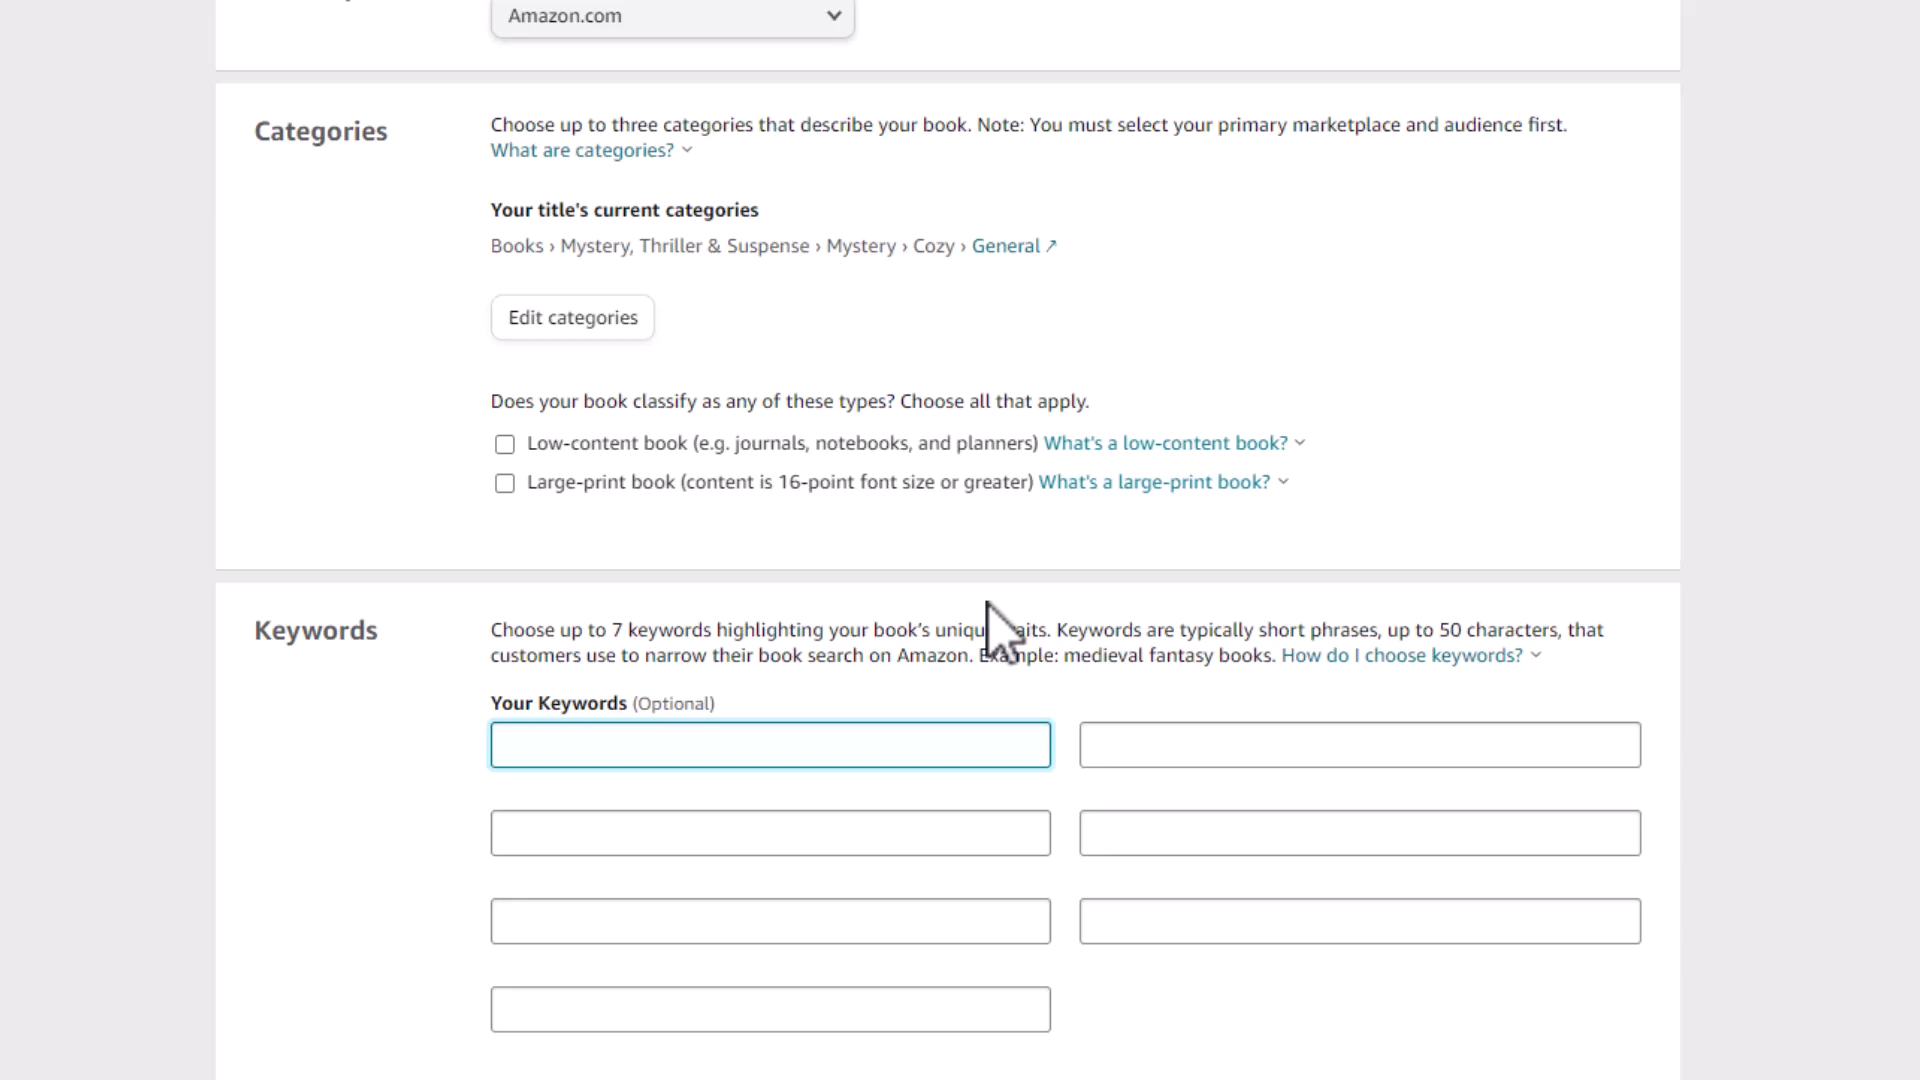 Amazon.com
Categories
Choose up to three categories that describe your book. Note: You must select your primary marketplace and audience first.
What are categories?
Your title's current categories
Books › Mystery, Thriller & Suspense › Mystery › Cozy › General ↗
Edit categories
Does your book classify as any of these types? Choose all that apply.
Low-content book (e.g. journals, notebooks, and planners) What's a low-content book?
Large-print book (content is 16-point font size or greater) What's a large-print book?
Keywords
Choose up to 7 keywords highlighting your book’s Keywords are typically short phrases, up to 50 characters, that
customers use to narrow their book search on Amazon. Example: medieval fantasy books. How do I choose keywords?
Your Keywords (Optional)